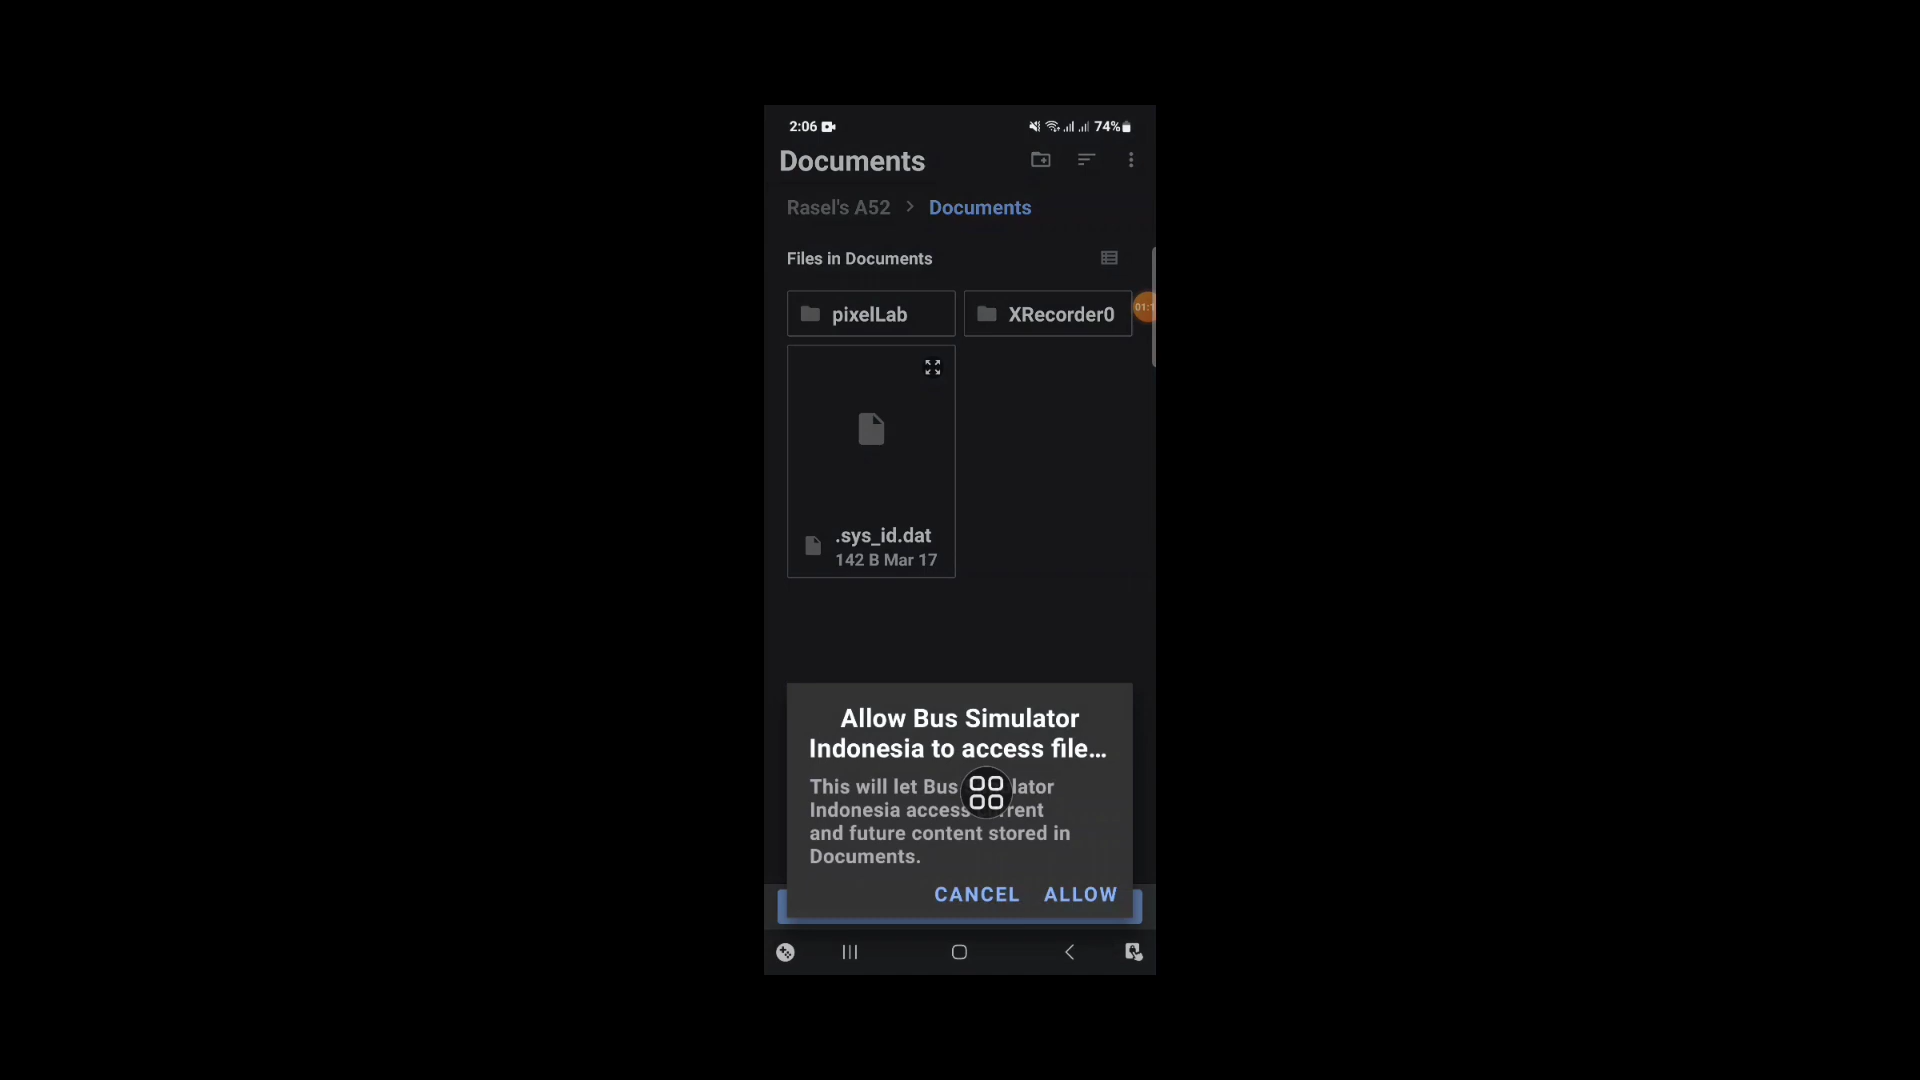 2:06 74%
Documents
Rasel's A52 > Documents
Files in Documents
pixelLab XRecorder0
01:1
.sys_id.dat
142 B Mar 17
Allow Bus Simulator
Indonesia to access file...
This will let Bus lator
Indonesia access rent
and future content stored in
Documents.
CANCEL ALLOW